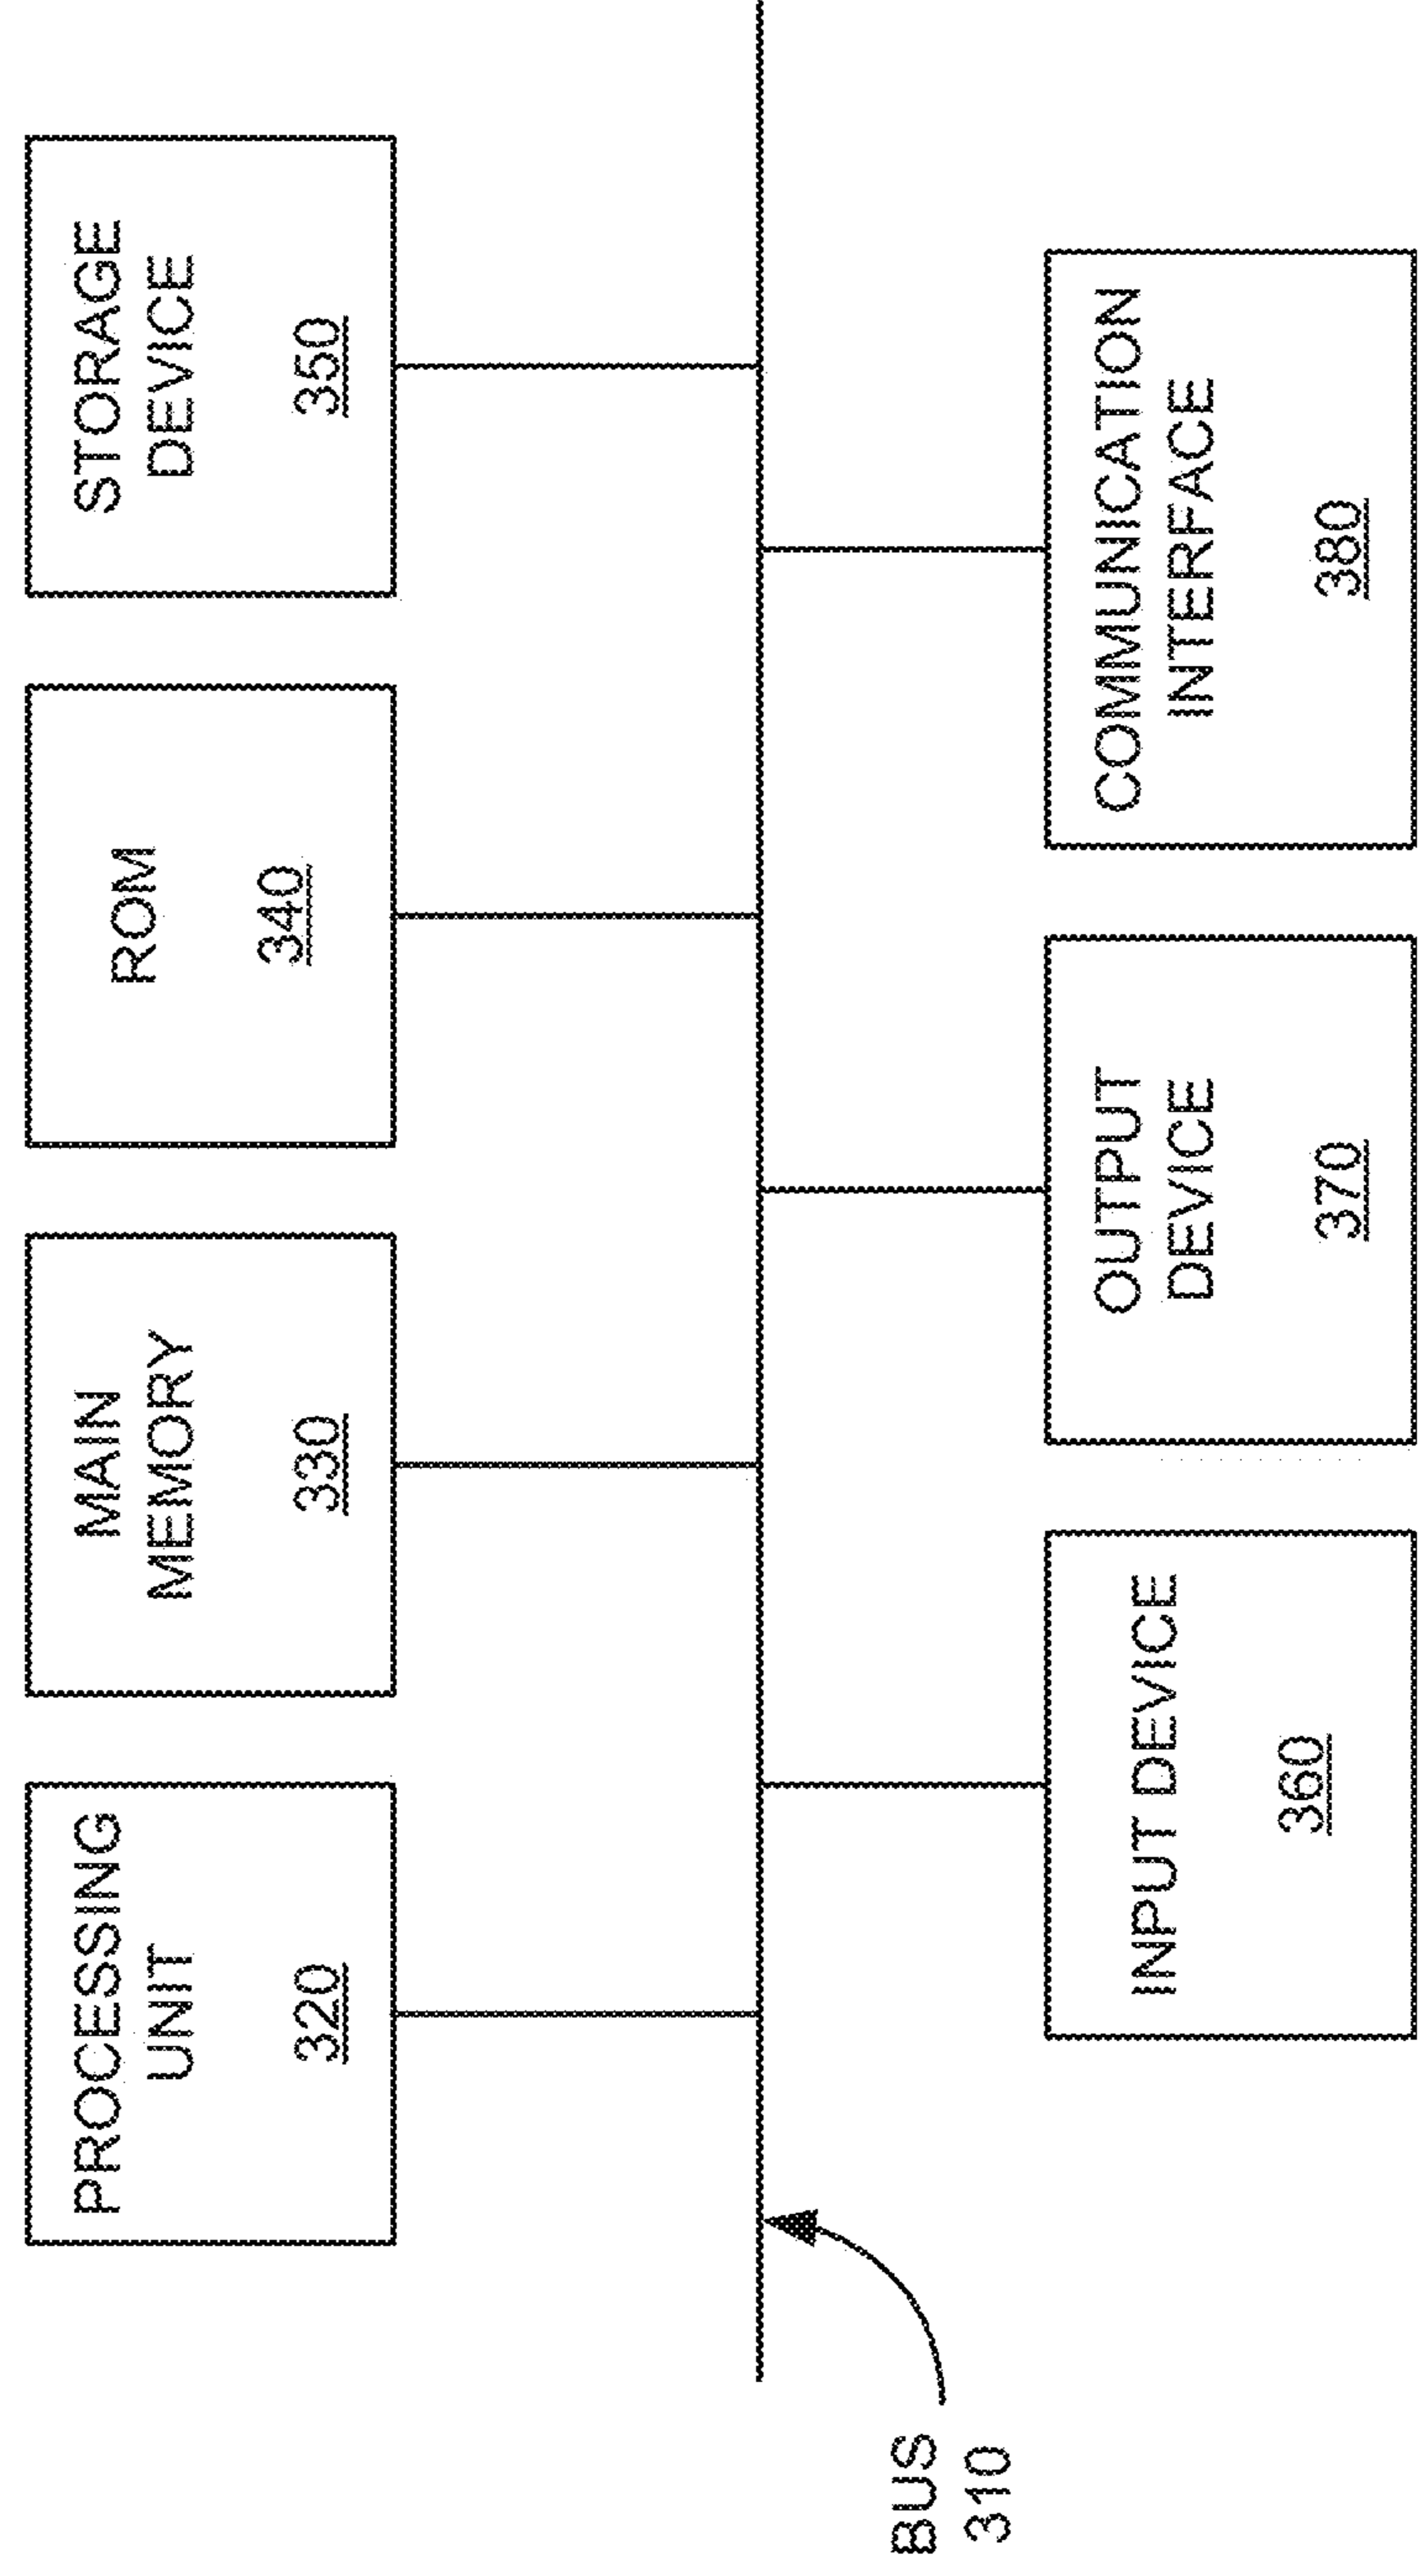 PROCESSING
UNIT
320
MAIN
MEMORY
330
ROM
340
STORAGE
DEVICE
350
BUS
310
INPUT DEVICE
360
OUTPUT
DEVICE
370
COMMUNICATION
INTERFACE
380